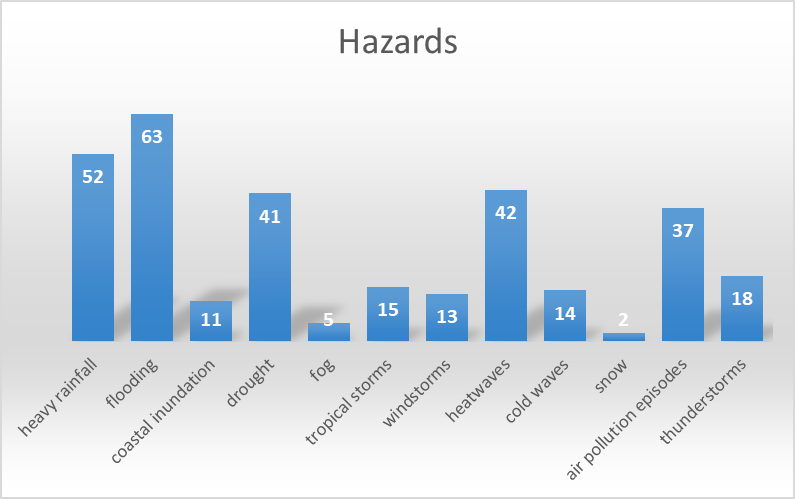 Hazards
52
63
11
41
5
15
13
42
14
2
37
18
heavy rainfall
flooding
coastal inundation
drought
fog
tropical storms
windstorms
heatwaves
cold waves
snow
air pollution episodes
thunderstorms